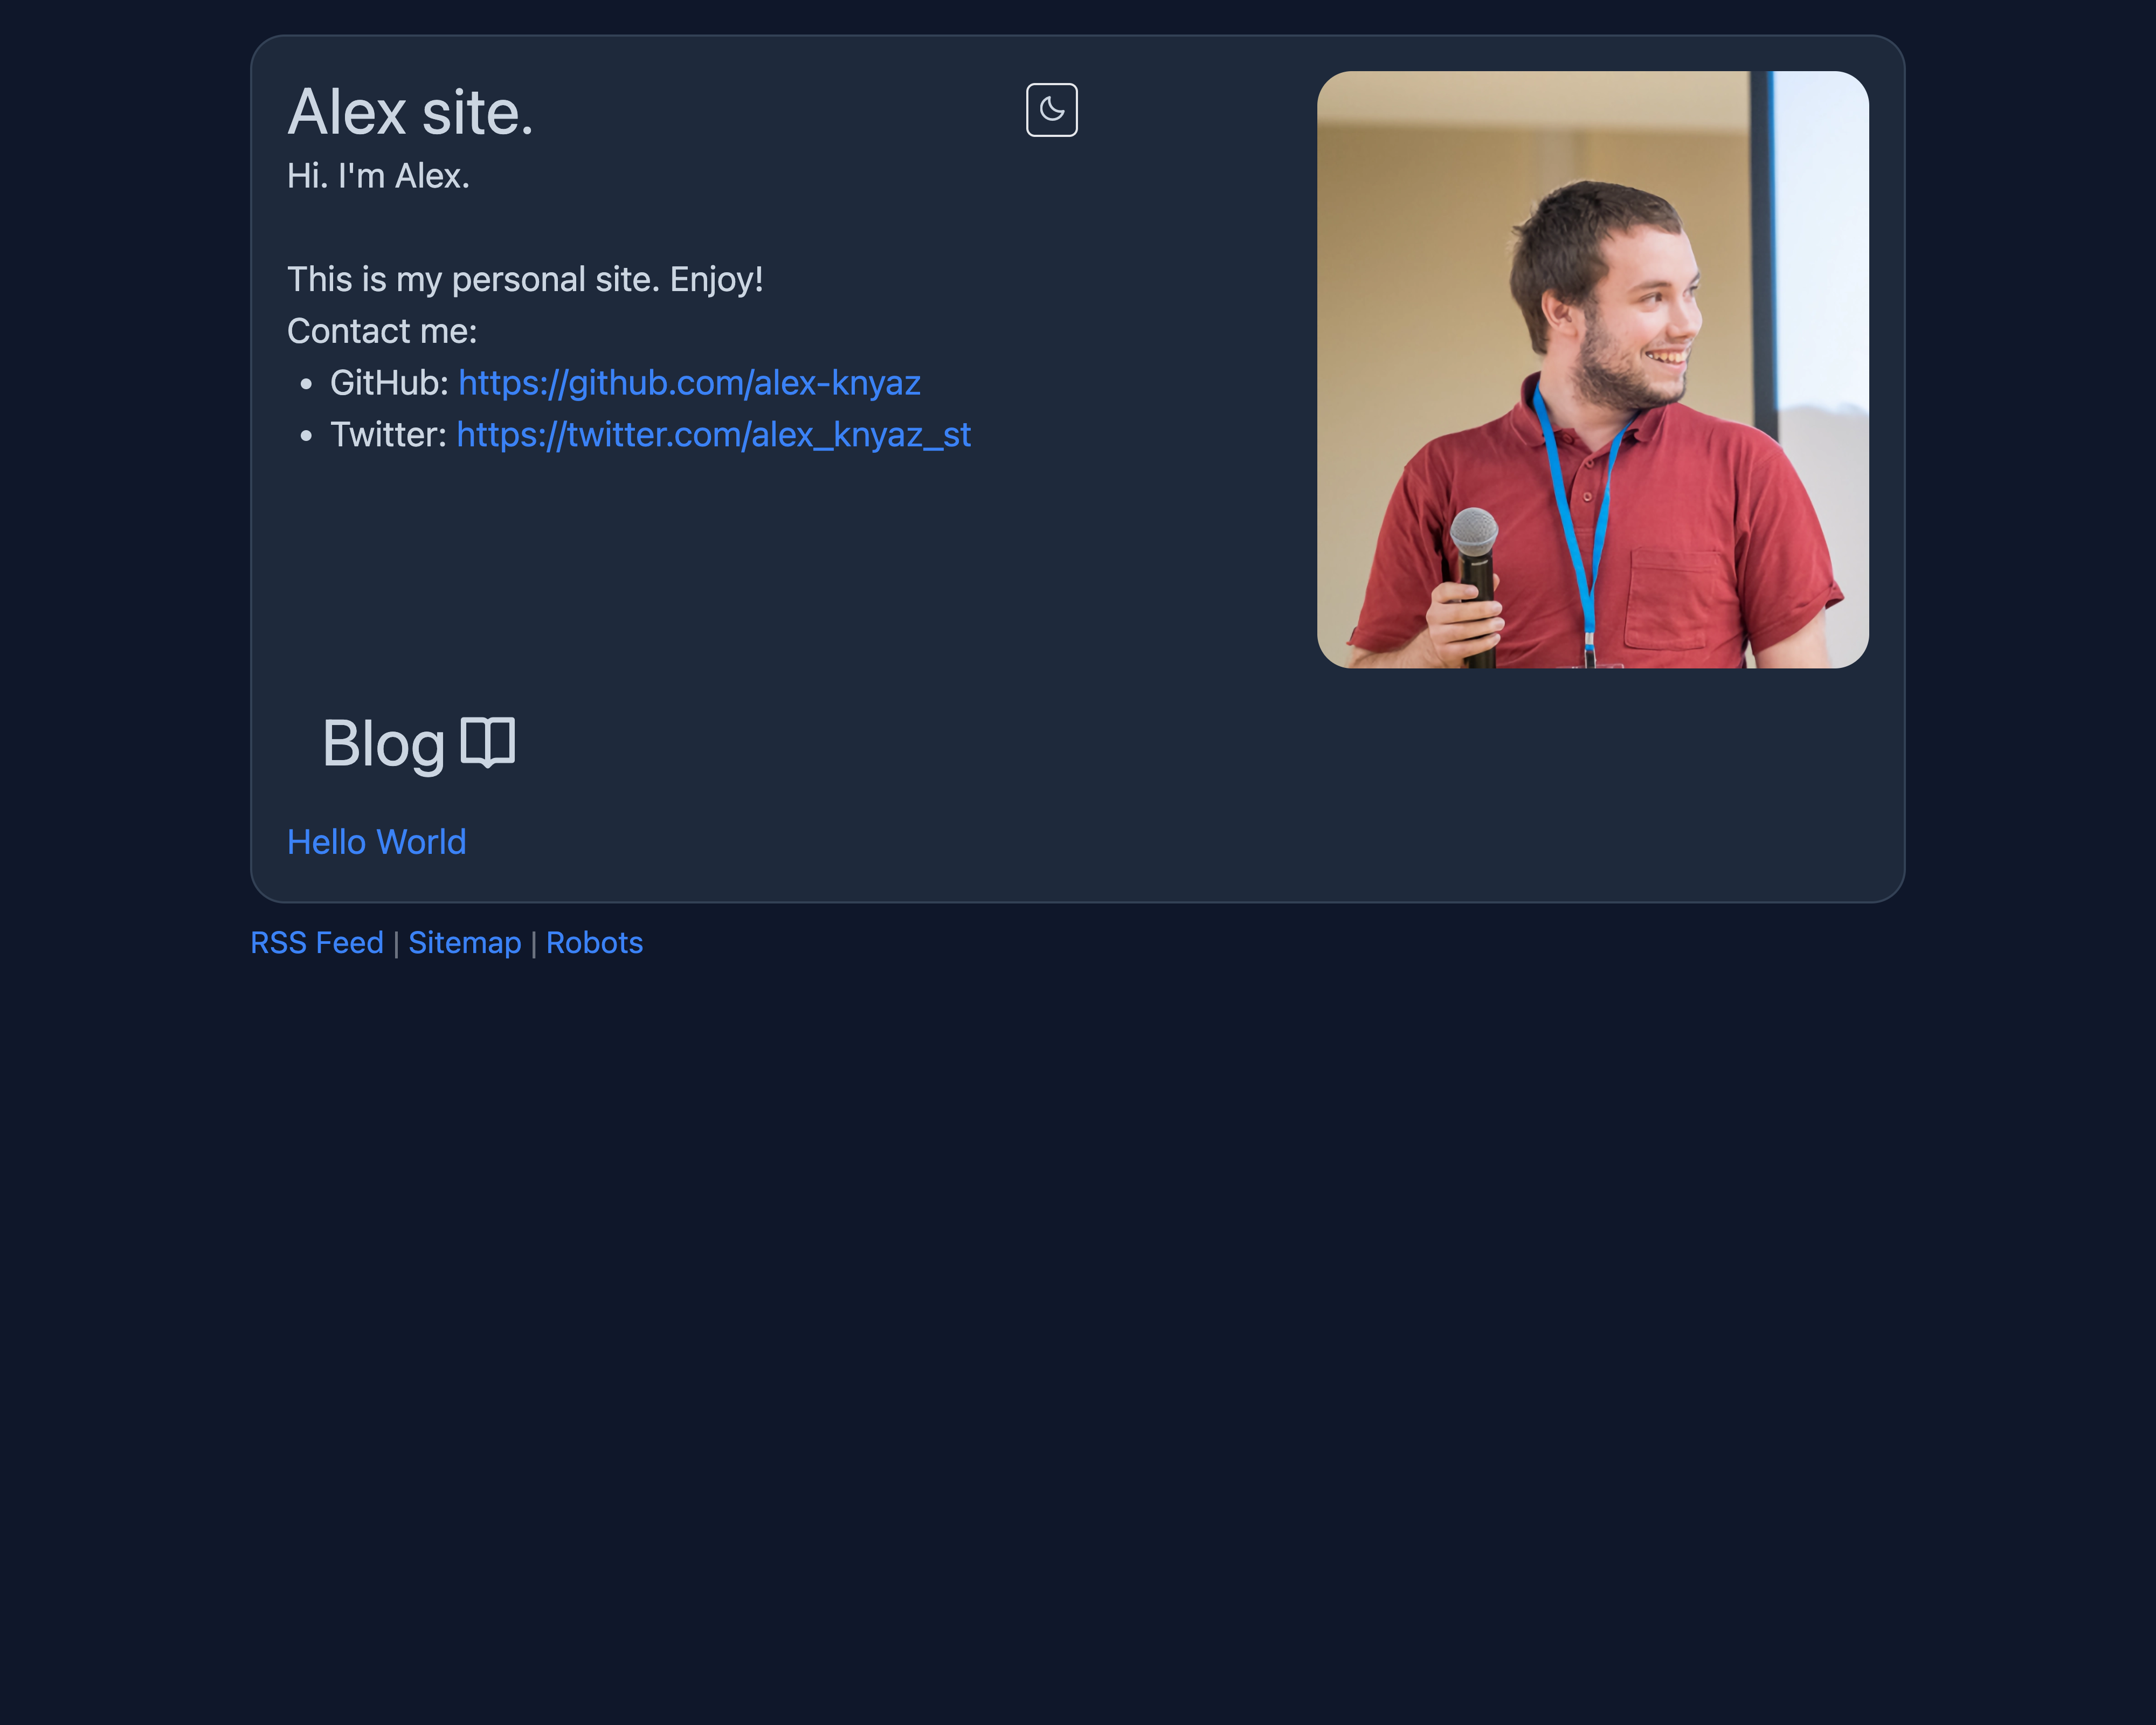 Alex site.
Hi. I'm Alex.
This is my personal site. Enjoy!
Contact me:
• GitHub: https://github.com/alex-knyaz
• Twitter: https://twitter.com/alex_knyaz_st
Blog
Hello World
RSS Feed | Sitemap | Robots